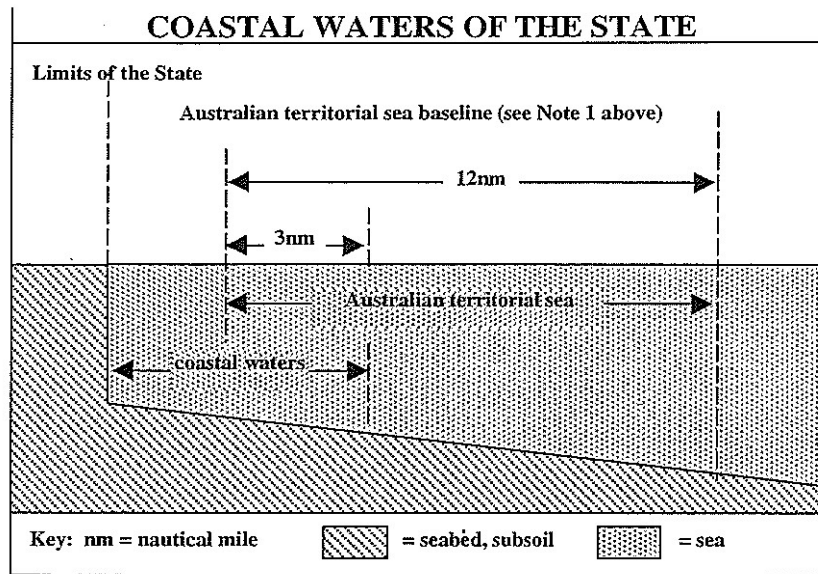 COASTAL WATERS OF THE STATE
Limits of the State
Australian territorial sea baseline (see Note 1 above)
12nm
3nm
Australian territorial sea
coastal waters
Key: nm = nautical mile
= seabed, subsoil
= sea